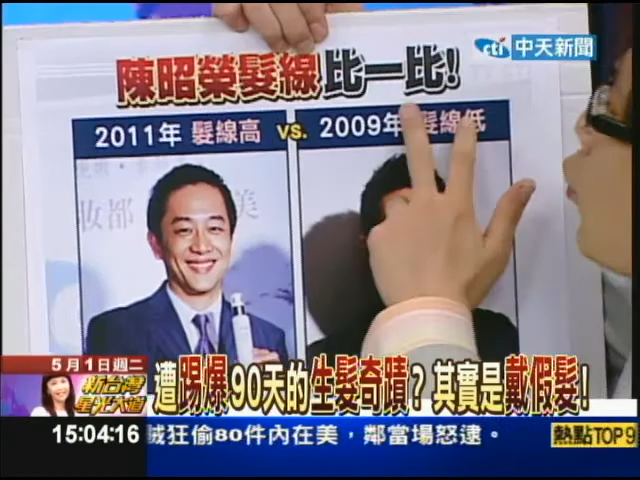 cti 中天新聞
陳昭榮髮線比一比!
2011年 髮線高 vs. 2009年髮線低
妝都 美
5月1日週二
新台灣
星光大道
遭踢爆90天的生髮奇蹟?其實是戴假髮!
15:04:16
賊狂偷80件內在美,鄰當場怒逮。
熱點TOP9